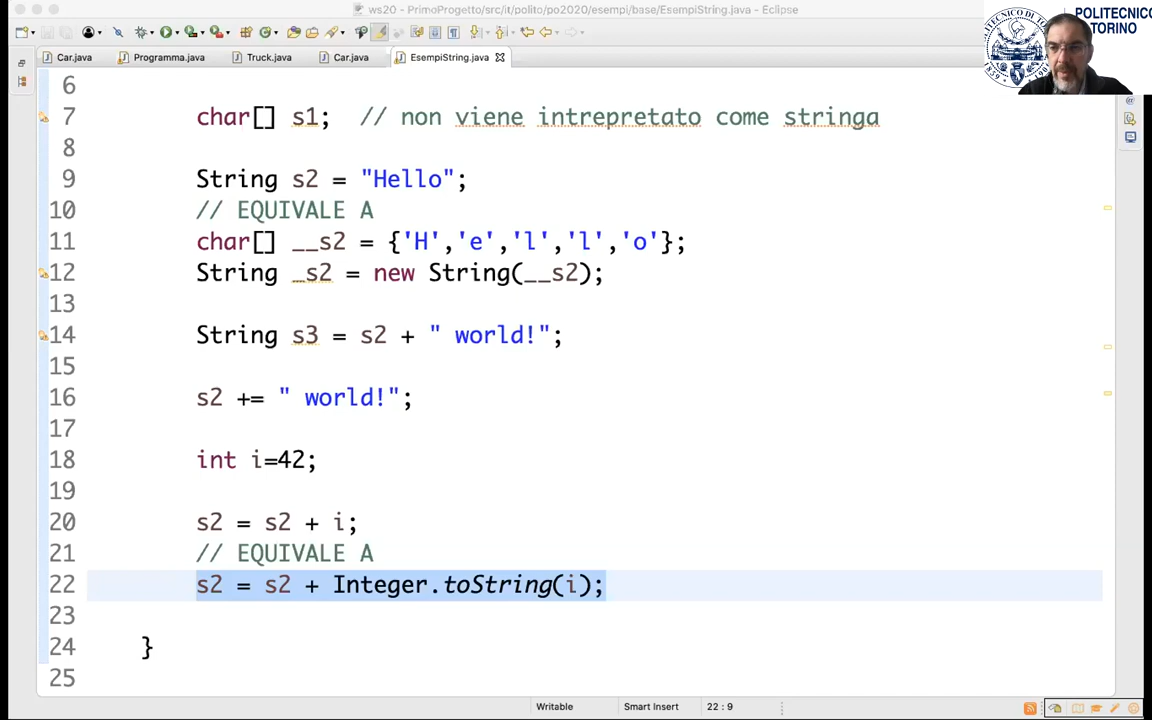 ws20 - PrimoProgetto/src/it/polito/po2020/esempi/base/EsempiString.java - Eclipse
POLITECNICO
TORINO
1859
Car.java
Programma.java
Truck.java
Car.java
EsempiString.java
6
7 char[] s1; // non viene intrepretato come stringa
8
9 String s2 = "Hello";
10 // EQUIVALE A
11 char[] __s2 = {'H','e','l','l','o'};
12 String _s2 = new String(__s2);
13
14 String s3 = s2 + " world!";
15
16 s2 += " world!";
17
18 int i=42;
19
20 s2 = s2 + i;
21 // EQUIVALE A
22 s2 = s2 + Integer.toString(i);
23
24 }
25
Writable
Smart Insert
22 : 9